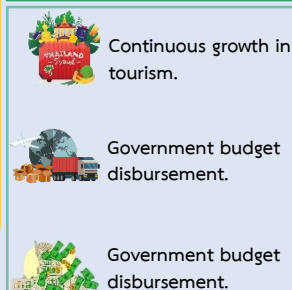 THAILAND
Travel
Continuous growth in
tourism.
Government budget
disbursement.
Government budget
disbursement.